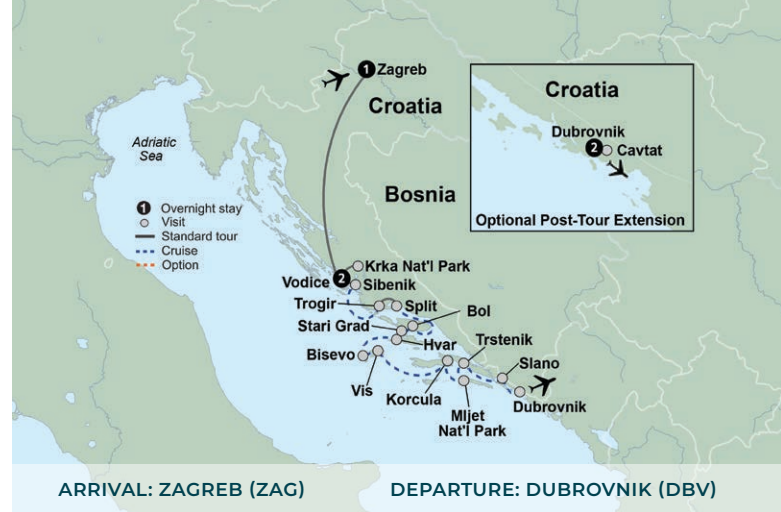 1 Zagreb
Croatia
Adriatic
Sea
Bosnia
1 Overnight stay
Visit
Standard tour
Cruise
Option
Croatia
Dubrovnik
2 Cavtat
Optional Post-Tour Extension
Krka Nat'l Park
Vodice 2 Sibenik
Trogir Split Bol
Stari Grad
Hvar Trstenik
Bisevo
Slano
Vis
Korcula
Dubrovnik
Mljet
Nat'l Park
ARRIVAL: ZAGREB (ZAG) DEPARTURE: DUBROVNIK (DBV)